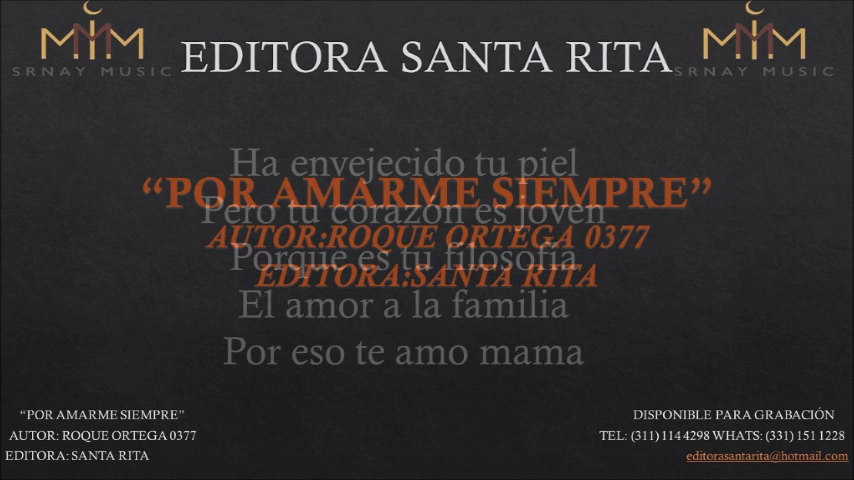 SRNAY MUSIC
EDITORA SANTA RITA
SRNAY MUSIC
Ha envejecido tu piel
“POR AMARME SIEMPRE”
Pero tu corazón es joven
AUTOR:ROQUE ORTEGA 0377
Porque es tu filosofía
EDITORA:SANTA RITA
El amor a la familia
Por eso te amo mama
“POR AMARME SIEMPRE”
AUTOR: ROQUE ORTEGA 0377
EDITORA: SANTA RITA
DISPONIBLE PARA GRABACIÓN
TEL: (311) 114 4298 WHATS: (331) 151 1228
editorasantarita@hotmail.com